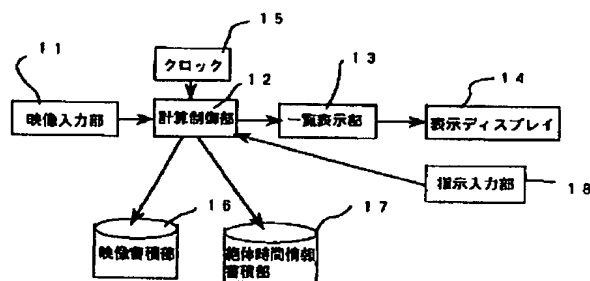 15
11
クロック
12
13
14
映像入力部
計算制御部
一覧表示部
表示ディスプレイ
指示入力部
18
16
17
映像蓄積部
絶体時間情報
蓄積部